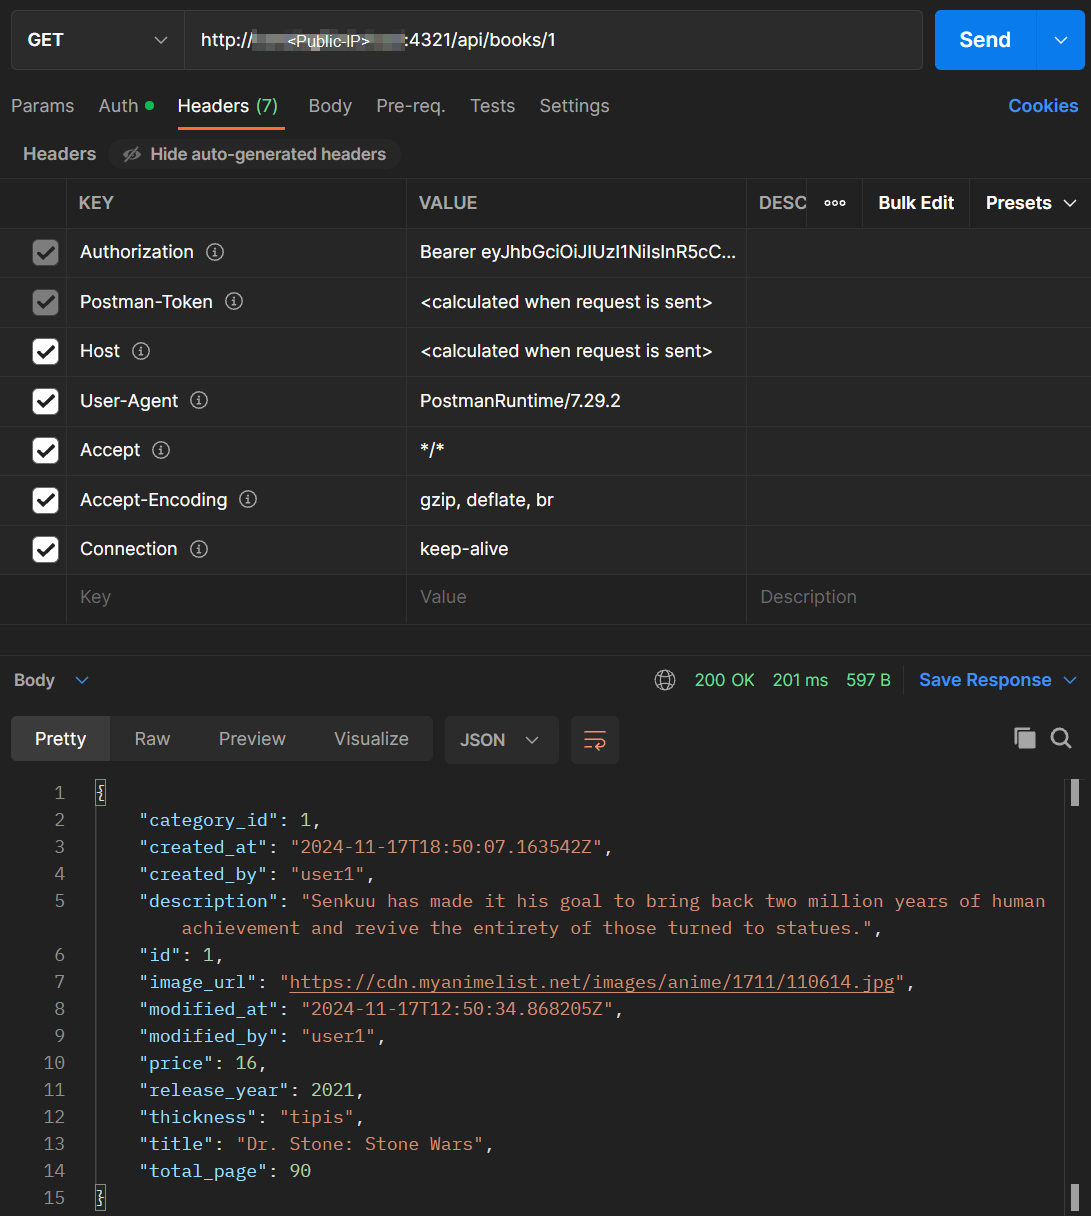 GET http://<Public-IP>:4321/api/books/1 Send
Params Auth Headers (7) Body Pre-req. Tests Settings Cookies
Headers Hide auto-generated headers
KEY VALUE DESC Bulk Edit Presets
Authorization Bearer eyJhbGciOiJIUzI1NiIsInR5cC...
Postman-Token <calculated when request is sent>
Host <calculated when request is sent>
User-Agent PostmanRuntime/7.29.2
Accept */*
Accept-Encoding gzip, deflate, br
Connection keep-alive
Key Value Description
Body 200 OK 201 ms 597 B Save Response
Pretty Raw Preview Visualize JSON
1 {
2 "category_id": 1,
3 "created_at": "2024-11-17T18:50:07.163542Z",
4 "created_by": "user1",
5 "description": "Senkuu has made it his goal to bring back two million years of human
achievement and revive the entirety of those turned to statues.",
6 "id": 1,
7 "image_url": "https://cdn.myanimelist.net/images/anime/1711/110614.jpg",
8 "modified_at": "2024-11-17T12:50:34.868205Z",
9 "modified_by": "user1",
10 "price": 16,
11 "release_year": 2021,
12 "thickness": "tipis",
13 "title": "Dr. Stone: Stone Wars",
14 "total_page": 90
15 }